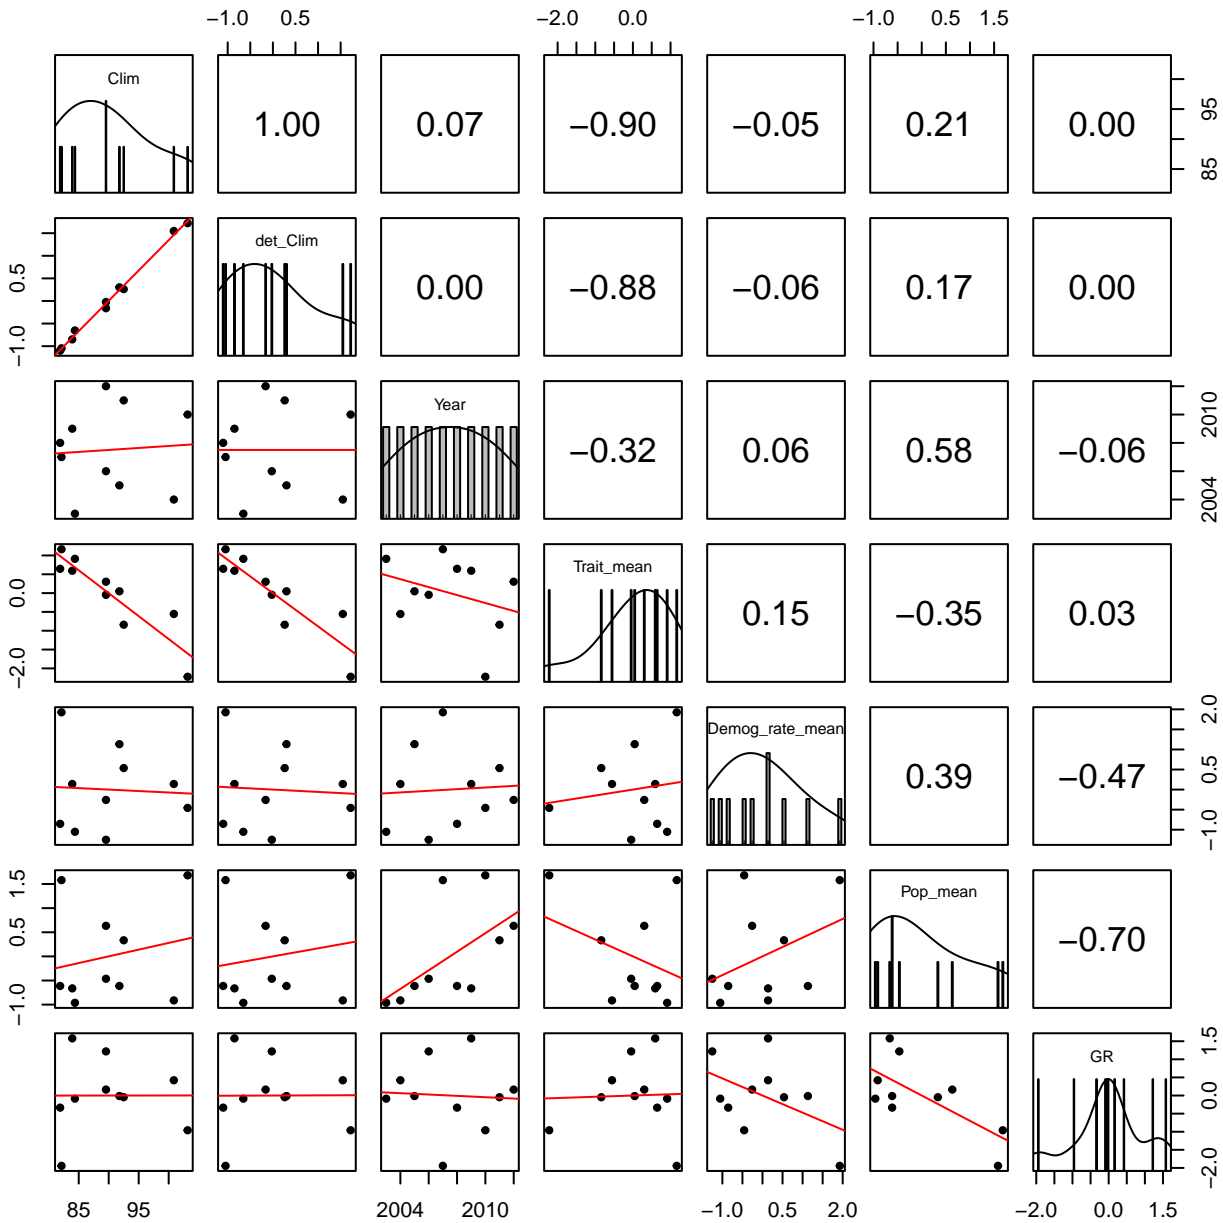 −1.0 0.5 −2.0 0.0 −1.0 0.5 1.5
Clim 1.00 0.07 −0.90 −0.05 0.21 0.00 85 95
−1.0 0.5 det_Clim 0.00 −0.88 −0.06 0.17 0.00
Year −0.32 0.06 0.58 −0.06 2004 2010
−2.0 0.0 Trait_mean 0.15 −0.35 0.03
Demog_rate_mean 0.39 −0.47 −1.0 0.5 2.0
−1.0 0.5 1.5 Pop_mean −0.70
GR −2.0 0.0 1.5
85 95 2004 2010 −1.0 0.5 2.0 −2.0 0.0 1.5